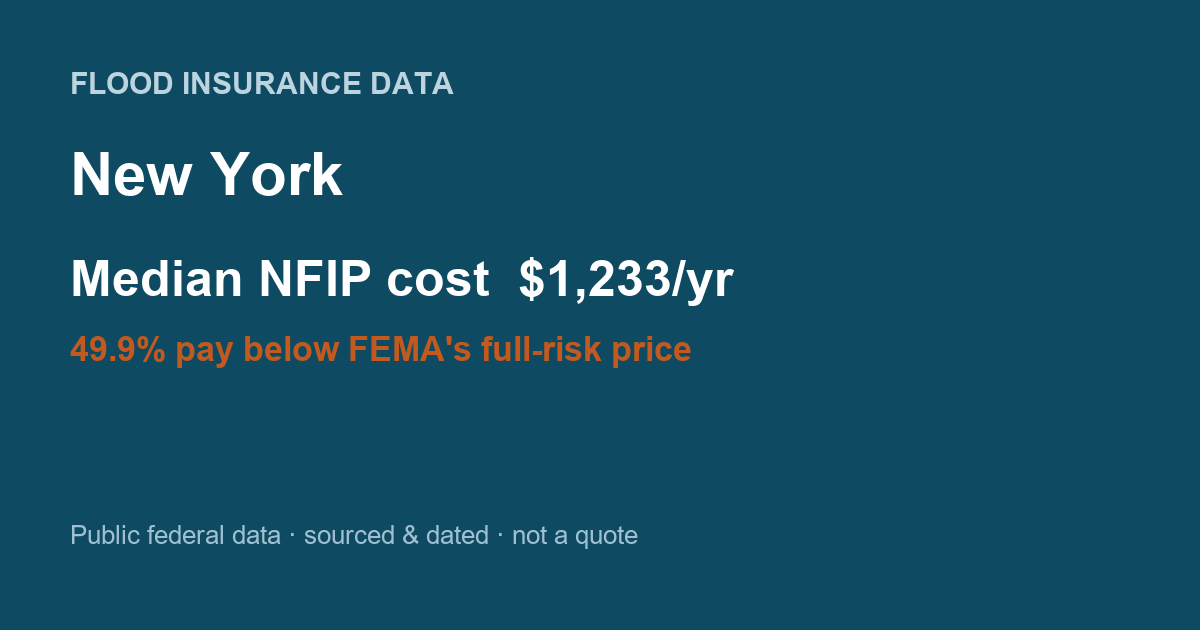 FLOOD INSURANCE DATA
New York
Median NFIP cost  $1,233/yr
49.9% pay below FEMA's full-risk price
Public federal data · sourced & dated · not a quote